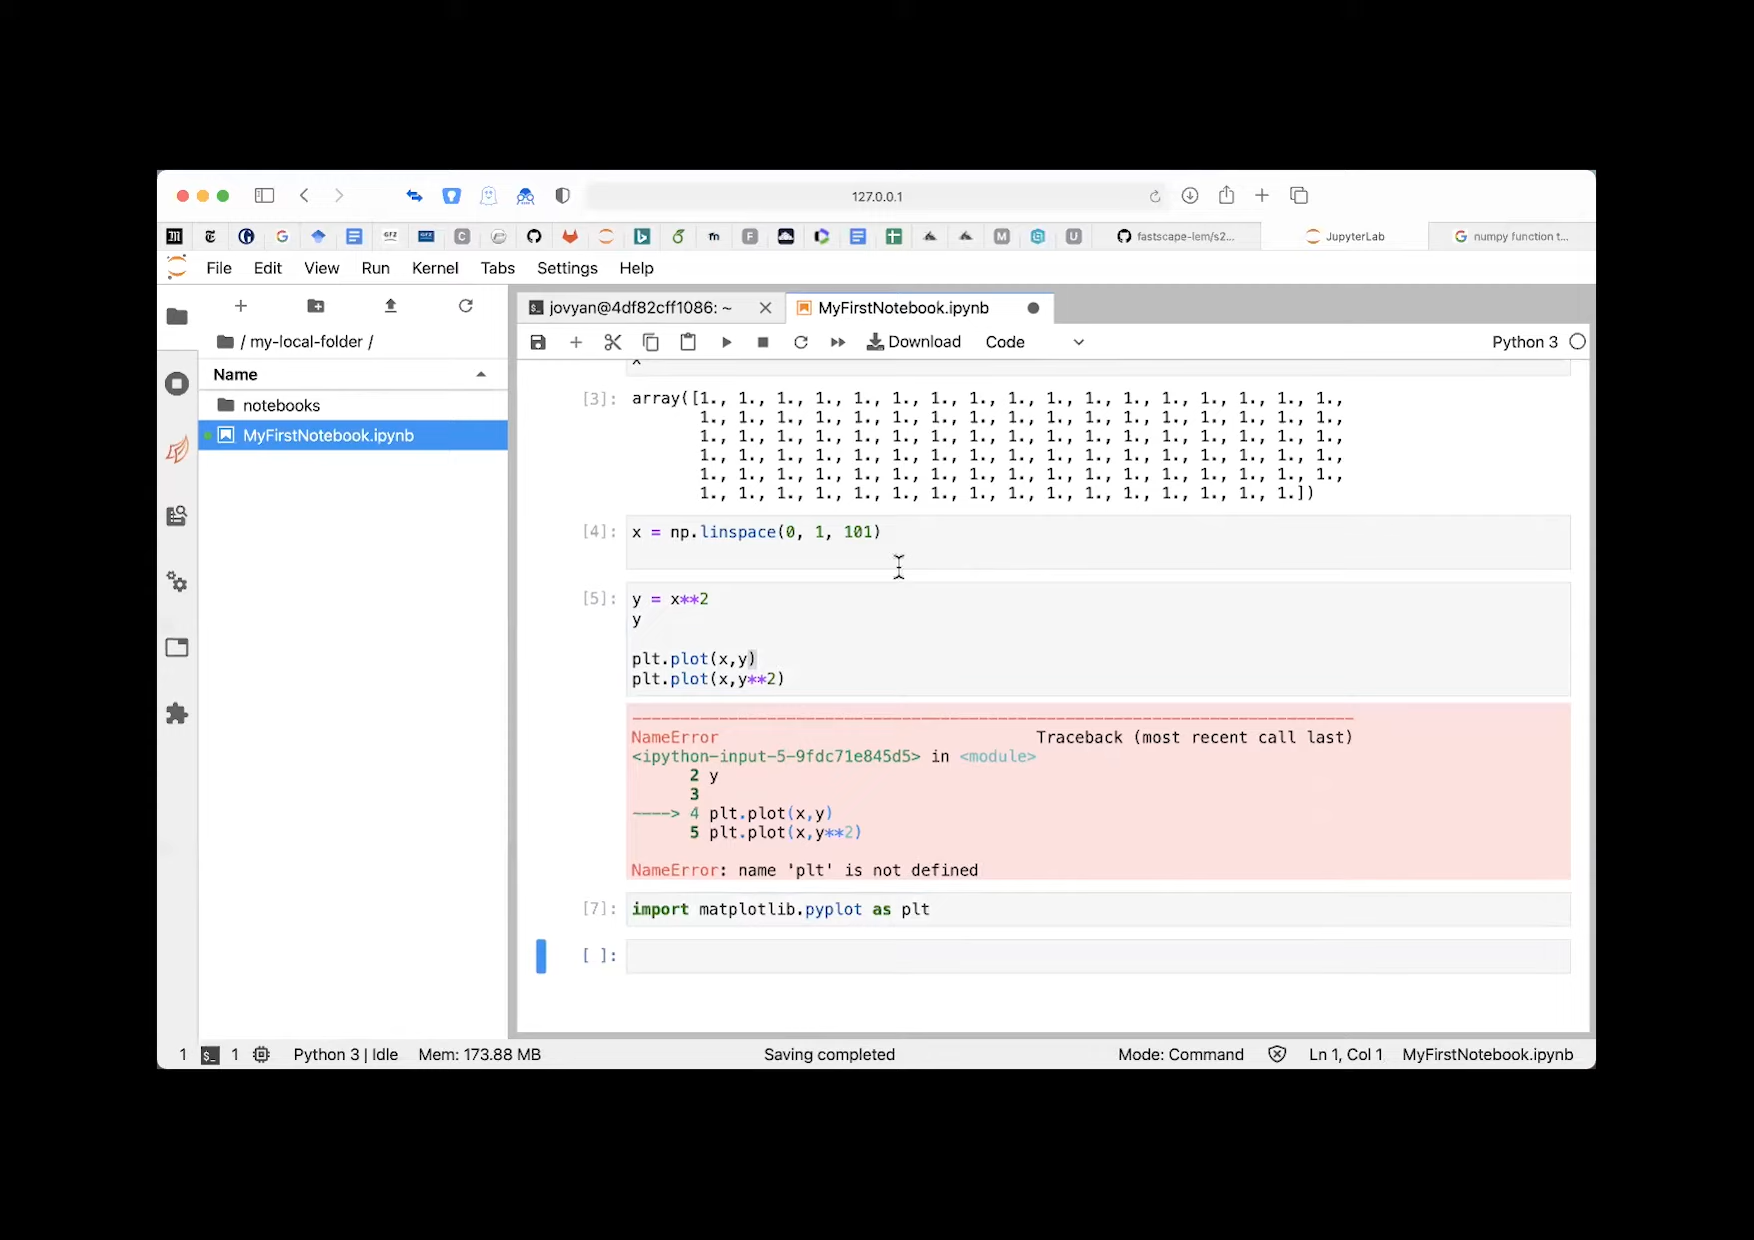 127.0.0.1
fastscape-lem/s2...
JupyterLab
numpy function t...
File Edit View Run Kernel Tabs Settings Help
jovyan@4df82cff1086: ~
MyFirstNotebook.ipynb
/ my-local-folder /
Download
Code
Python 3
Name
notebooks
MyFirstNotebook.ipynb
[3]: array([1., 1., 1., 1., 1., 1., 1., 1., 1., 1., 1., 1., 1., 1., 1., 1., 1.,
1., 1., 1., 1., 1., 1., 1., 1., 1., 1., 1., 1., 1., 1., 1., 1., 1.,
1., 1., 1., 1., 1., 1., 1., 1., 1., 1., 1., 1., 1., 1., 1., 1., 1.,
1., 1., 1., 1., 1., 1., 1., 1., 1., 1., 1., 1., 1., 1., 1., 1., 1.,
1., 1., 1., 1., 1., 1., 1., 1., 1., 1., 1., 1., 1., 1., 1., 1., 1.,
1., 1., 1., 1., 1., 1., 1., 1., 1., 1., 1., 1., 1., 1., 1., 1.])
[4]: x = np.linspace(0, 1, 101)
[5]: y = x**2
y
plt.plot(x,y)
plt.plot(x,y**2)
--------------------------------------------------------------------------- 
NameError Traceback (most recent call last)
<ipython-input-5-9fdc71e845d5> in <module>
2 y
3
----> 4 plt.plot(x,y)
5 plt.plot(x,y**2)
NameError: name 'plt' is not defined
[7]: import matplotlib.pyplot as plt
[ ]:
1 1 Python 3 | Idle Mem: 173.88 MB Saving completed Mode: Command Ln 1, Col 1 MyFirstNotebook.ipynb